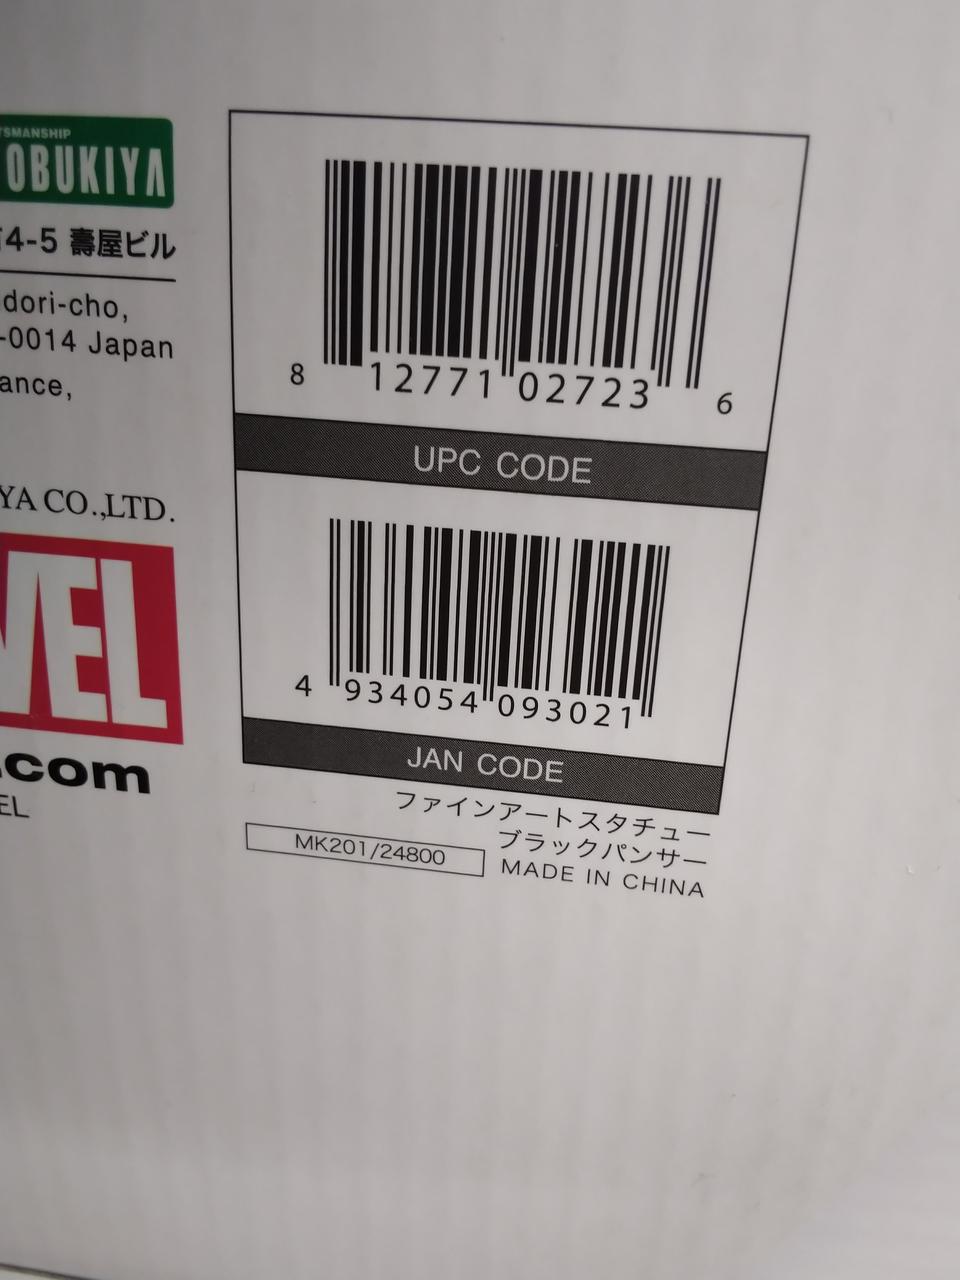 TSMANSHIP
OBUKIYA
4-5 壽屋ビル
dori-cho,
-0014 Japan
ance,
YA CO.,LTD.
VEL
.com
EL
8 12771 02723 6
UPC CODE
4 934054 093021
JAN CODE
ファインアートスタチュー
ブラックパンサー
MK201/24800
MADE IN CHINA